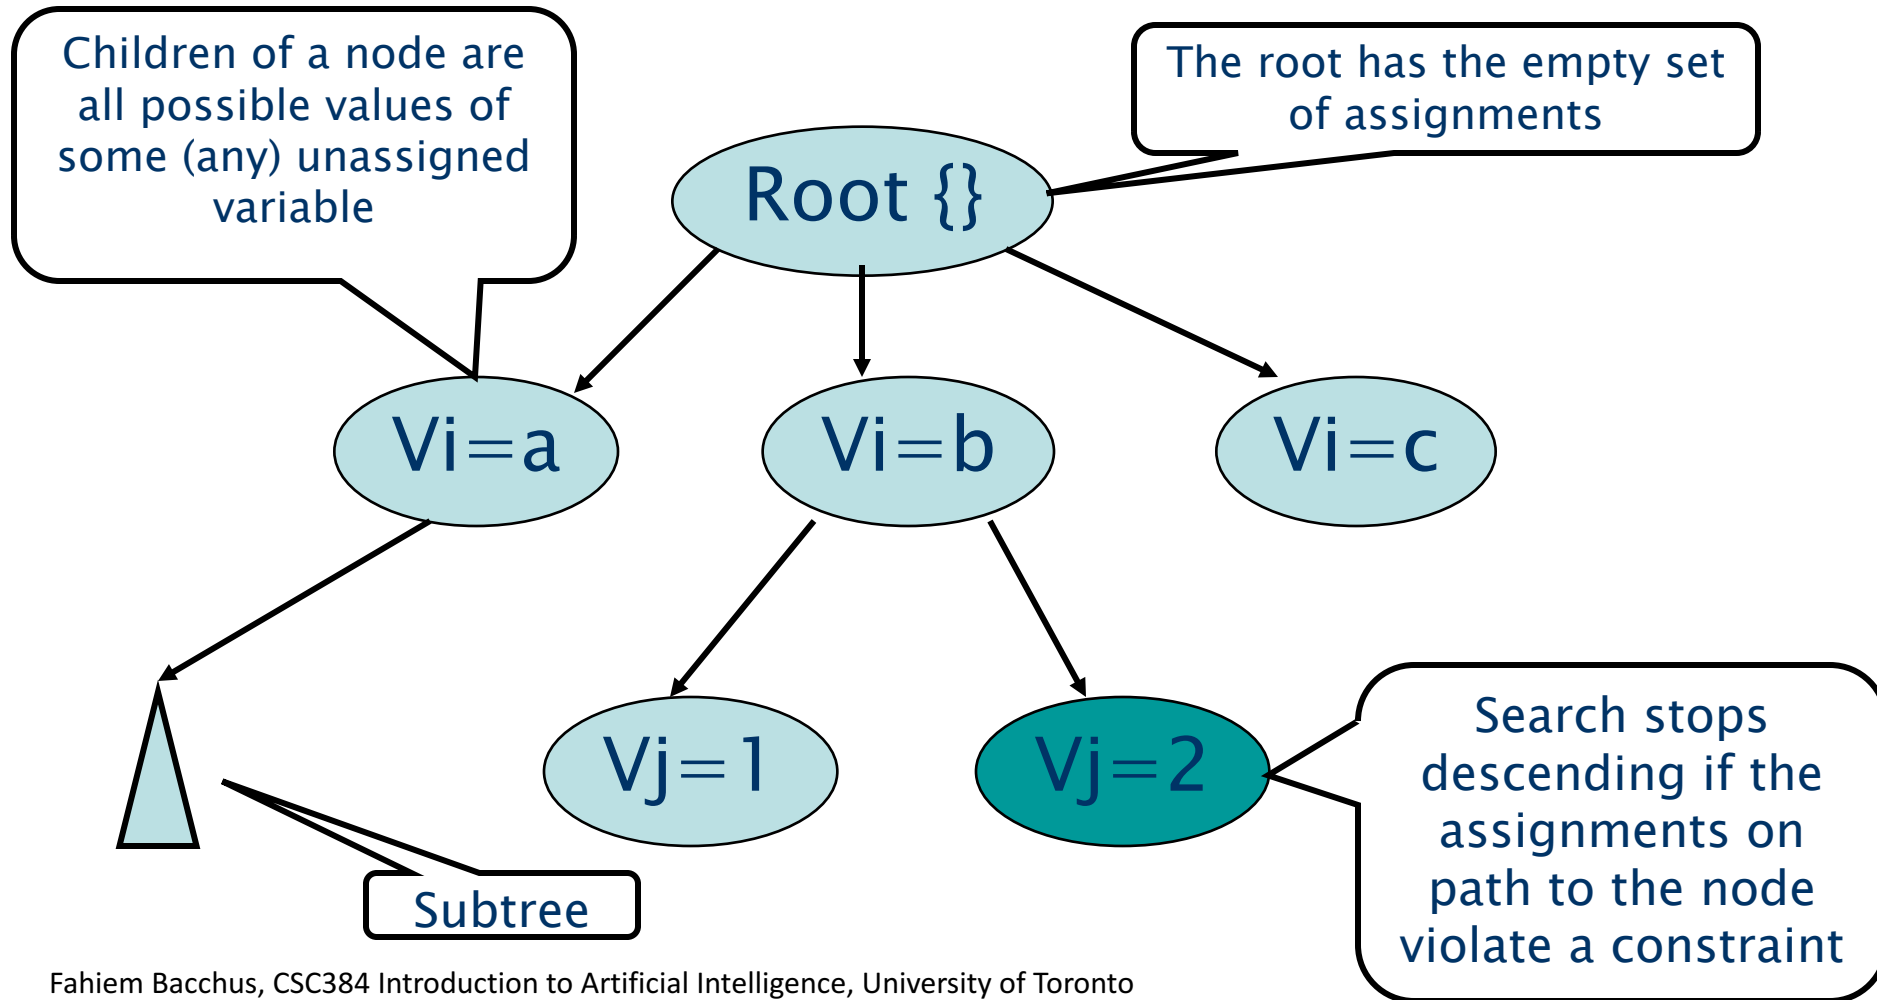 Children of a node are
all possible values of
some (any) unassigned
variable
The root has the empty set
of assignments
Root {}
Vi=a
Vi=b
Vi=c
Vj=1
Vj=2
Search stops
descending if the
assignments on
path to the node
violate a constraint
Subtree
Fahiem Bacchus, CSC384 Introduction to Artificial Intelligence, University of Toronto